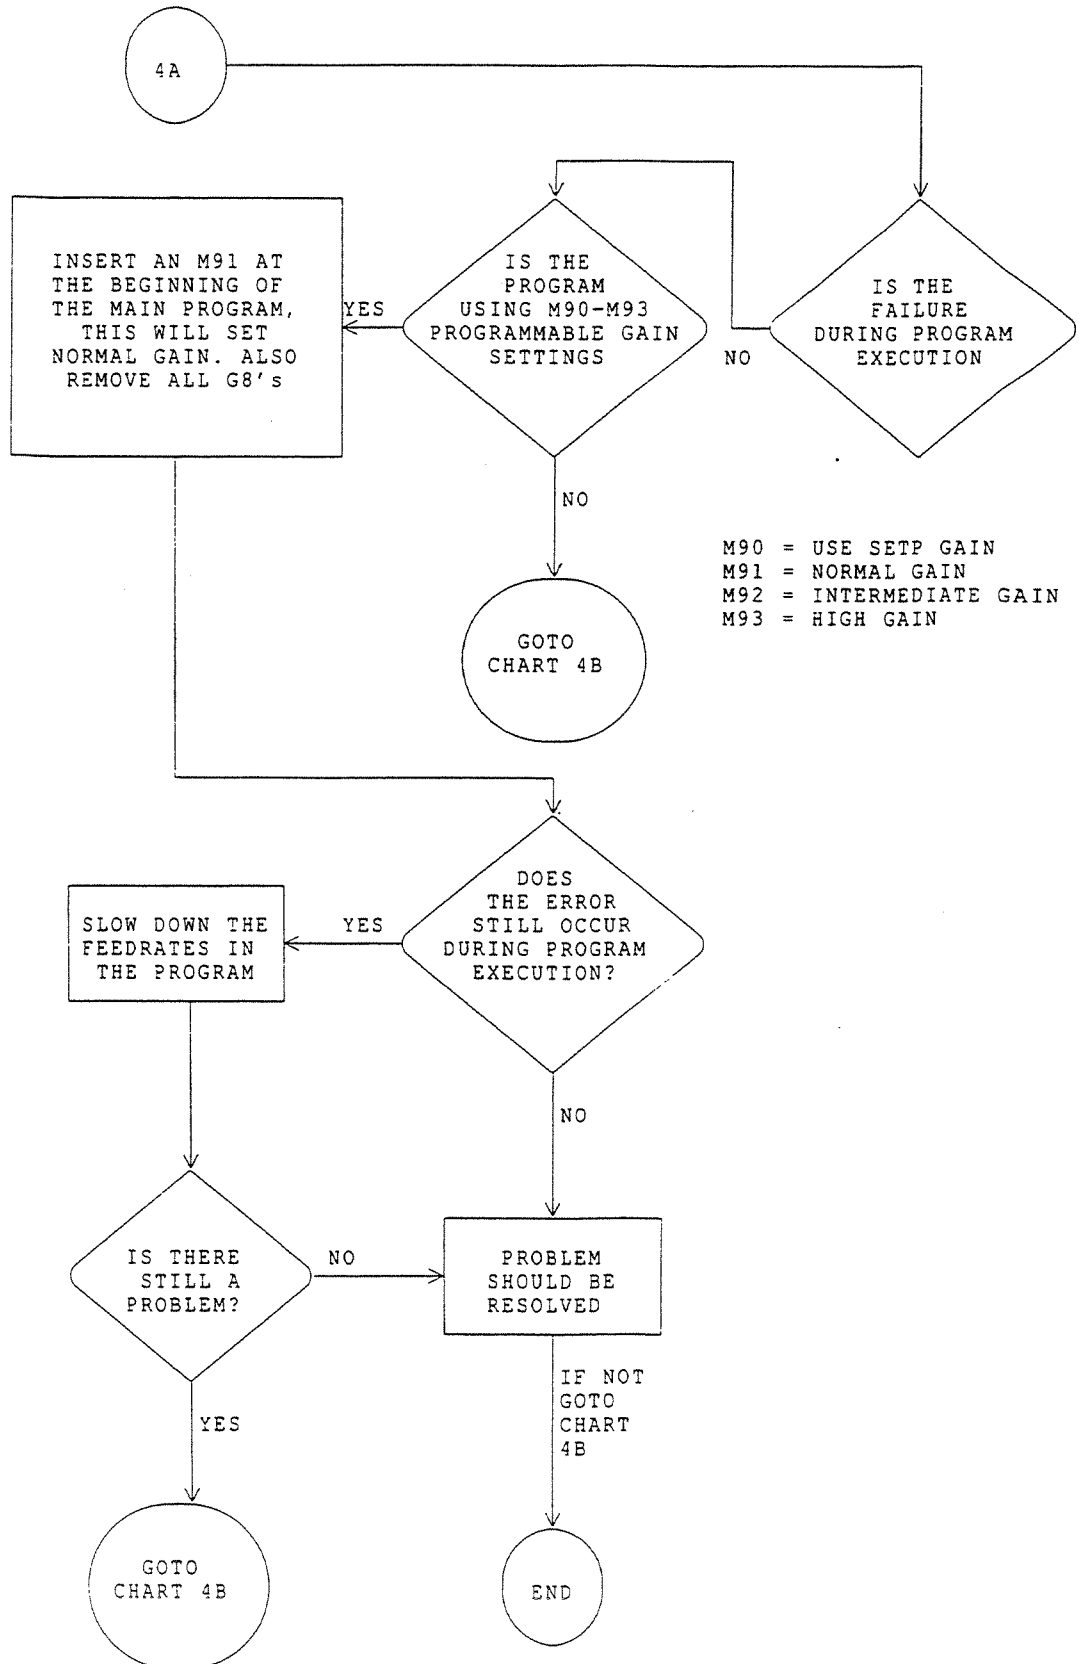 4A
IS THE
FAILURE
DURING PROGRAM
EXECUTION
NO
IS THE
PROGRAM
USING M90-M93
PROGRAMMABLE GAIN
SETTINGS
YES
INSERT AN M91 AT
THE BEGINNING OF
THE MAIN PROGRAM,
THIS WILL SET
NORMAL GAIN. ALSO
REMOVE ALL G8's
NO
GOTO
CHART 4B
M90 = USE SETP GAIN
M91 = NORMAL GAIN
M92 = INTERMEDIATE GAIN
M93 = HIGH GAIN
DOES
THE ERROR
STILL OCCUR
DURING PROGRAM
EXECUTION?
YES
SLOW DOWN THE
FEEDRATES IN
THE PROGRAM
NO
IS THERE
STILL A
PROBLEM?
NO
PROBLEM
SHOULD BE
RESOLVED
YES
IF NOT
GOTO
CHART
4B
GOTO
CHART 4B
END